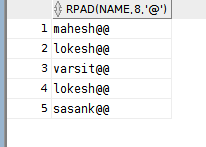 RPAD(NAME,8,'@')
1 mahesh@@
2 lokesh@@
3 varsit@@
4 lokesh@@
5 sasank@@